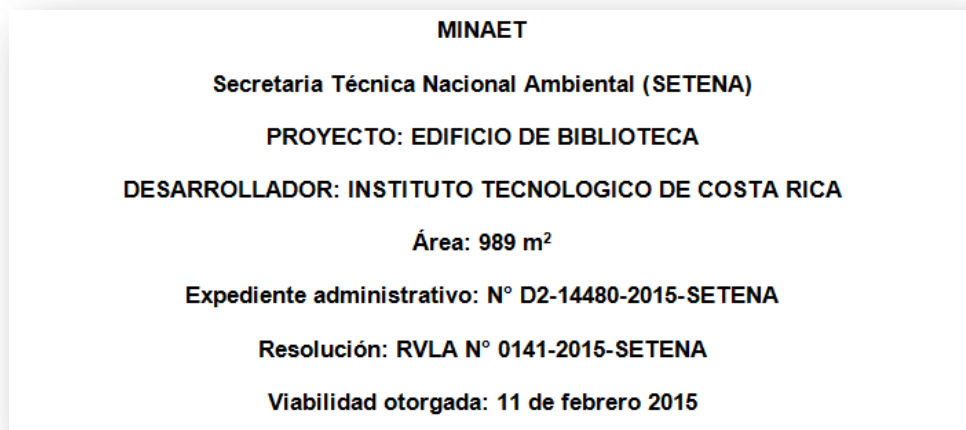 MINAET
Secretaria Técnica Nacional Ambiental (SETENA)
PROYECTO: EDIFICIO DE BIBLIOTECA
DESARROLLADOR: INSTITUTO TECNOLOGICO DE COSTA RICA
Área: 989 m²
Expediente administrativo: N° D2-14480-2015-SETENA
Resolución: RVLA N° 0141-2015-SETENA
Viabilidad otorgada: 11 de febrero 2015